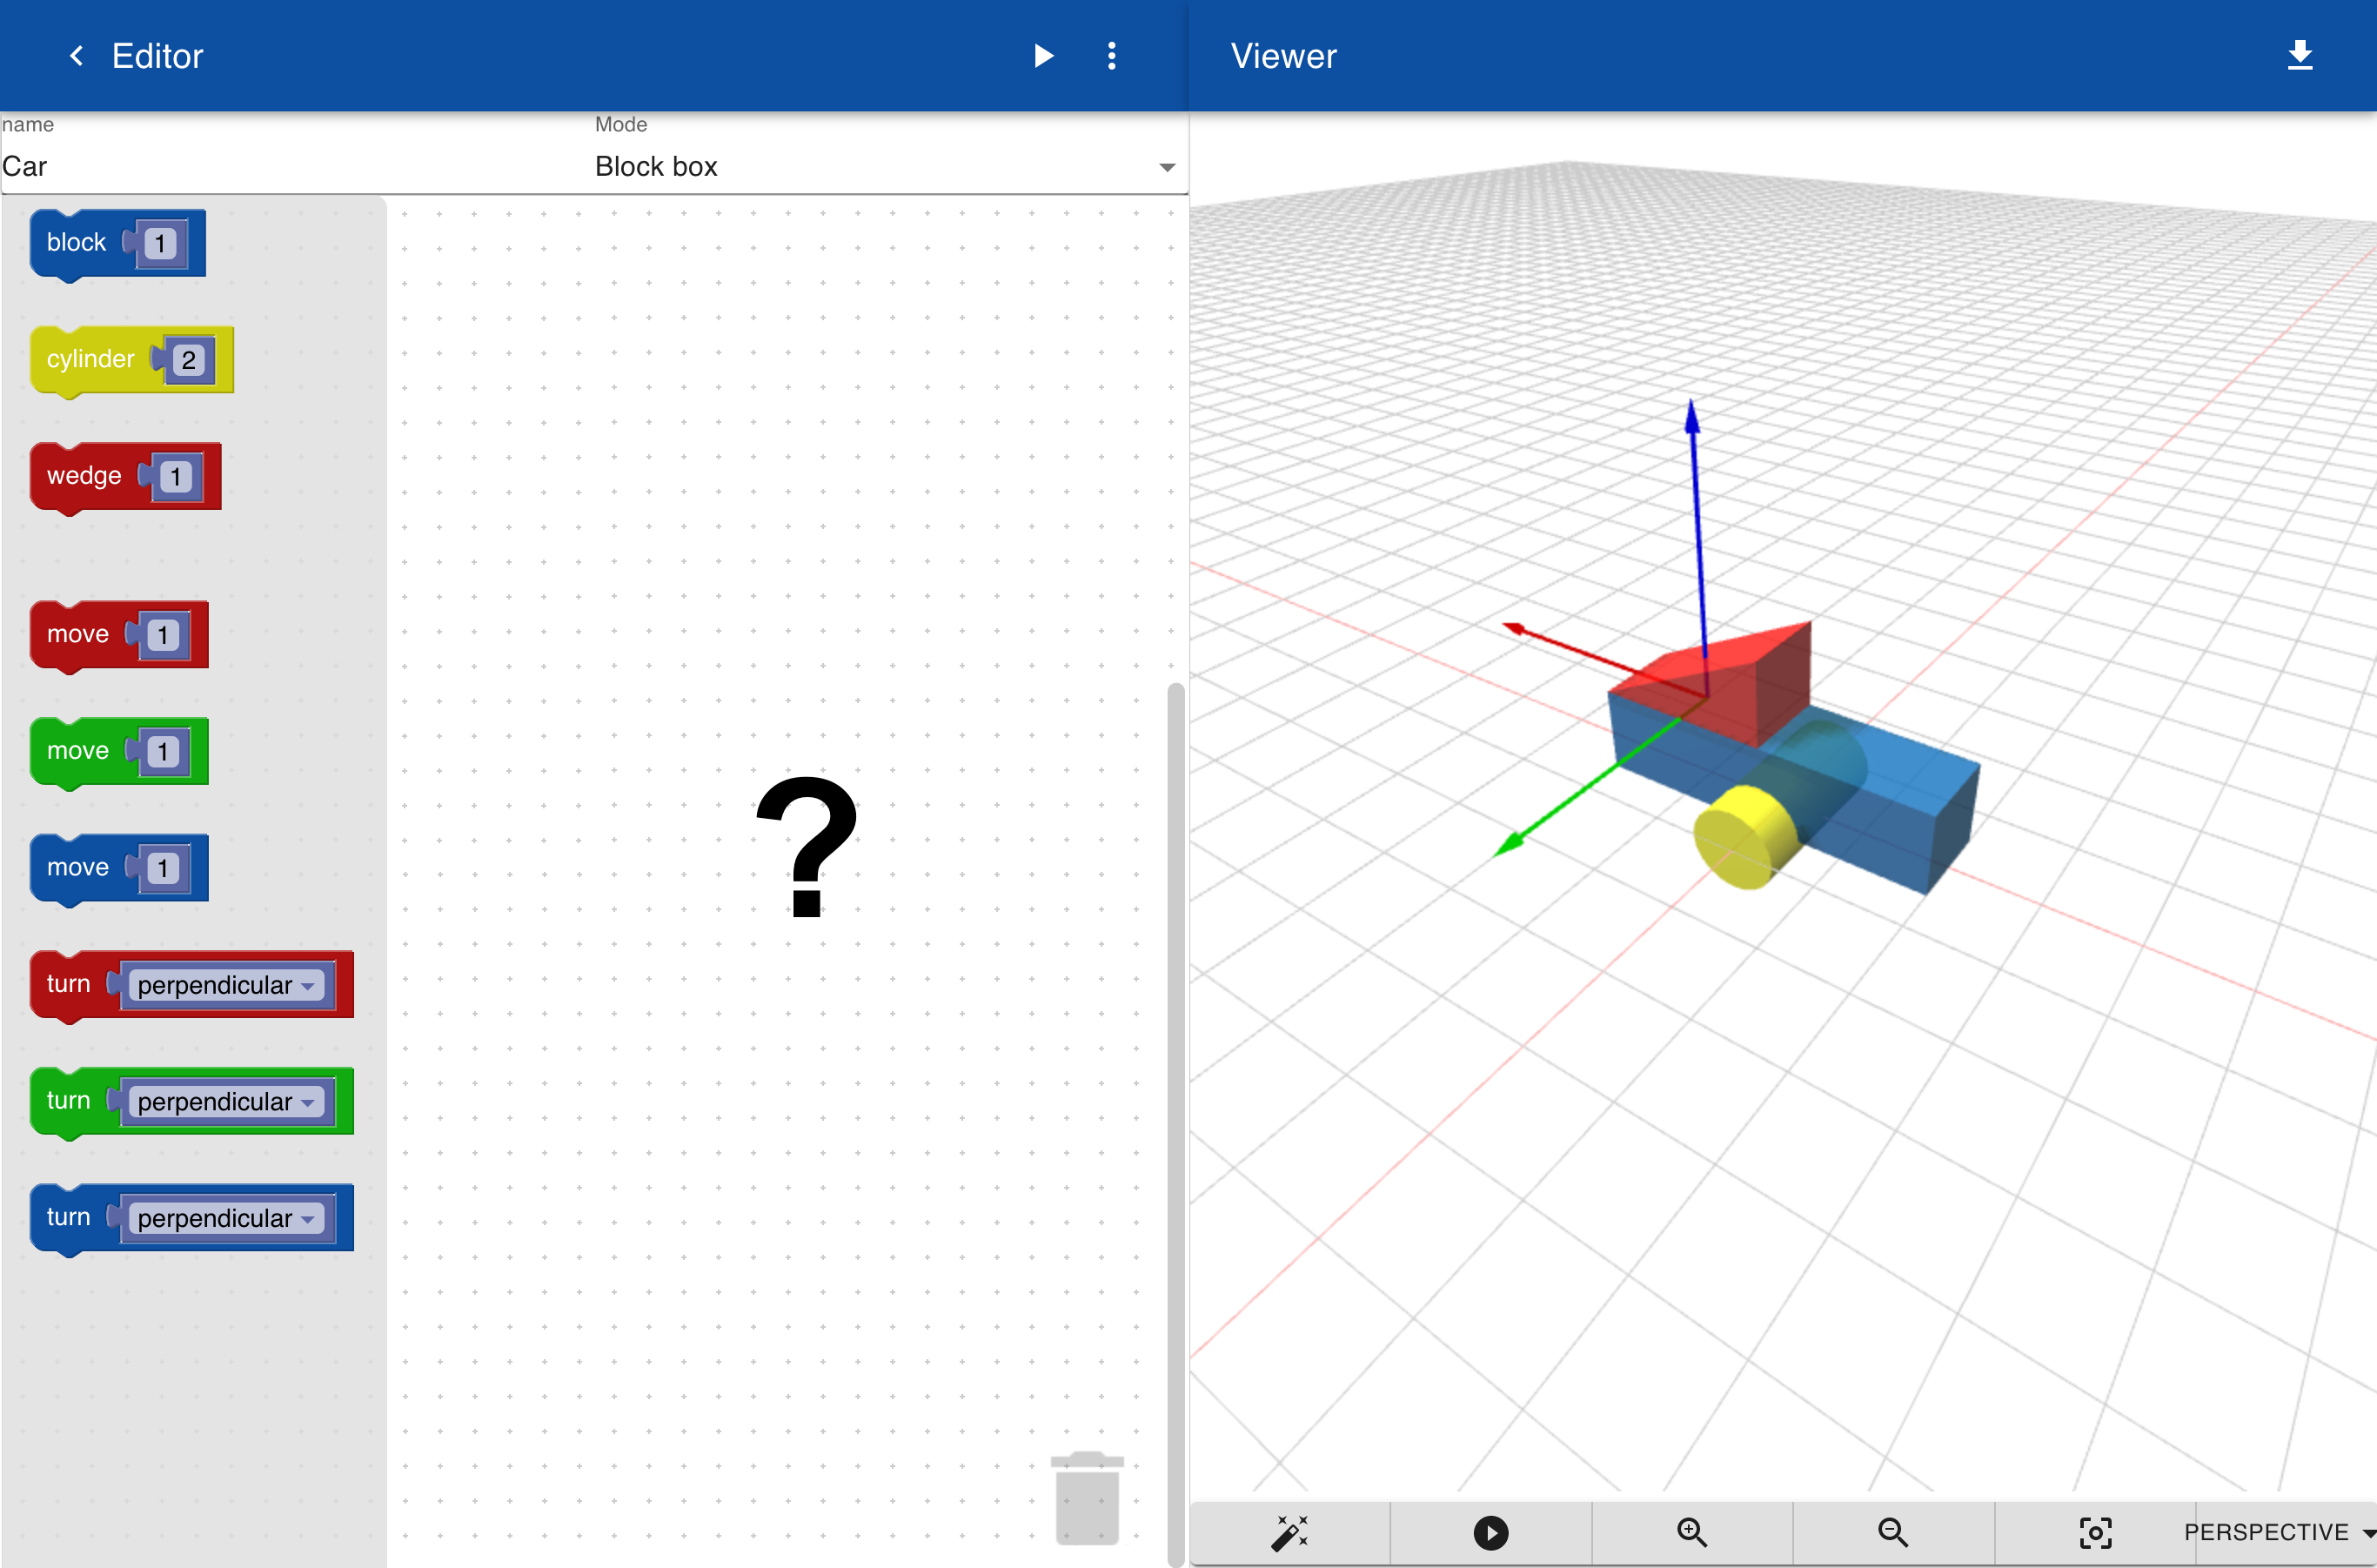 Editor
Viewer
name
Mode
Car
Block box
block 1
cylinder 2
wedge 1
move 1
move 1
move 1
?
turn perpendicular
turn perpendicular
turn perpendicular
PERSPECTIVE